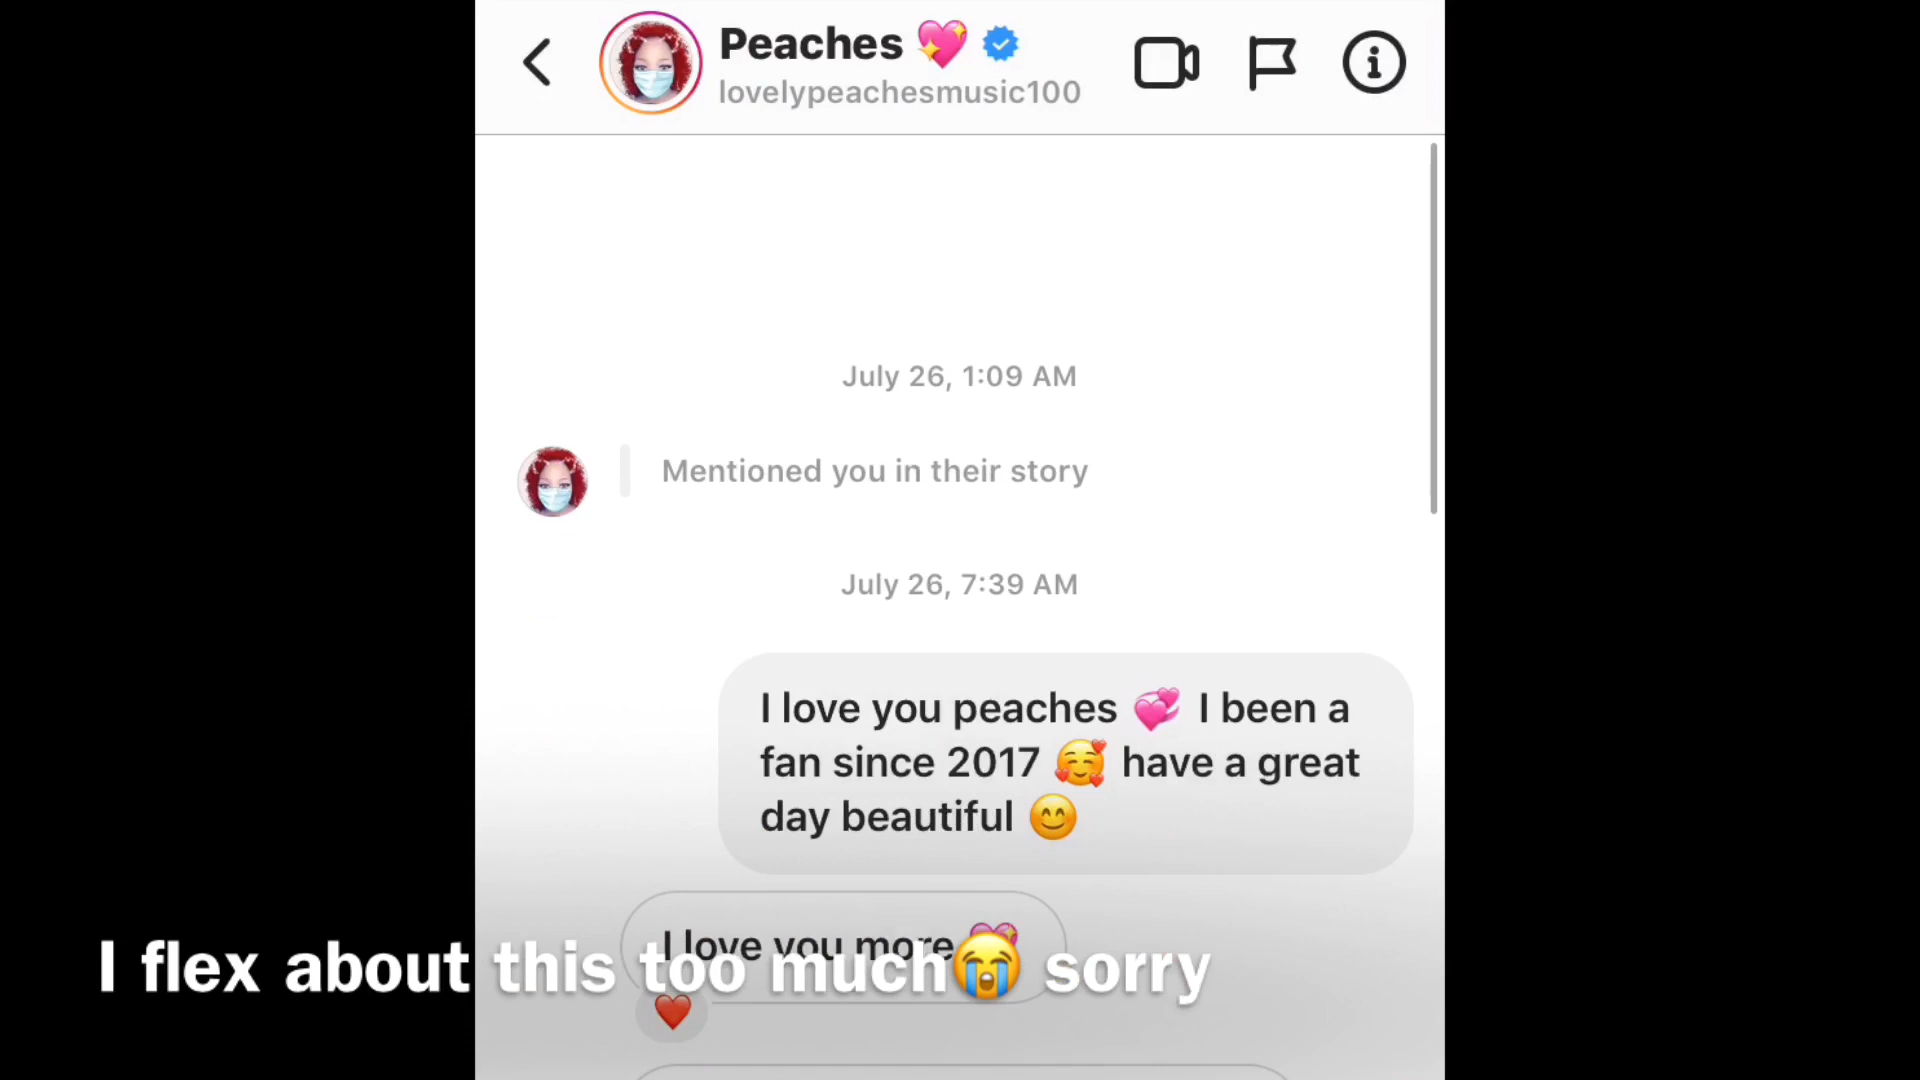 Peaches 💖
lovelypeachesmusic100
July 26, 1:09 AM
Mentioned you in their story
July 26, 7:39 AM
I love you peaches 💞 I been a
fan since 2017 🥰 have a great
day beautiful 😊
I love you more 💖
I flex about this too much😭 sorry
❤️